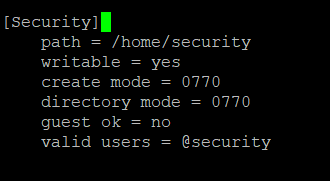 [Security]
path = /home/security
writable = yes
create mode = 0770
directory mode = 0770
guest ok = no
valid users = @security